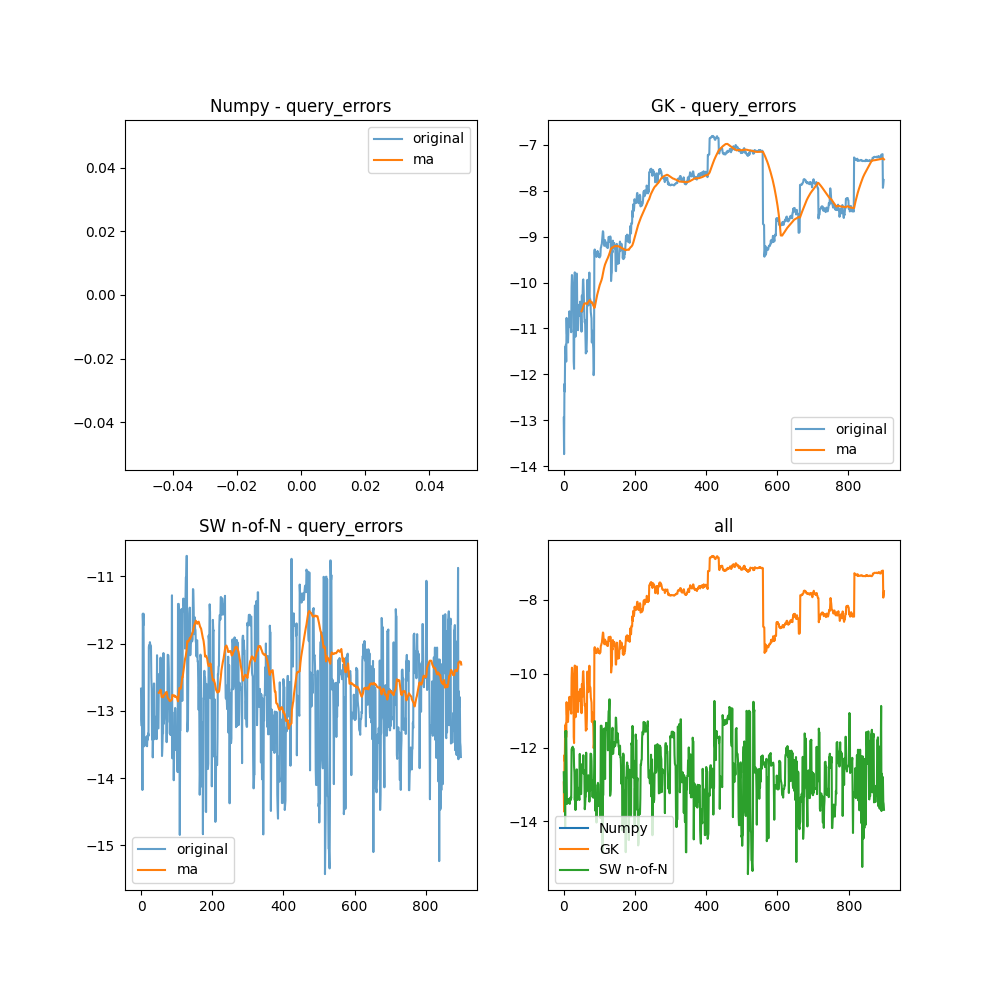 Numpy - query_errors
original
ma
0.04
0.02
0.00
−0.02
−0.04
−0.04 −0.02 0.00 0.02 0.04
GK - query_errors
−7
−8
−9
−10
−11
−12
−13
−14
original
ma
0 200 400 600 800
SW n-of-N - query_errors
−11
−12
−13
−14
−15
original
ma
0 200 400 600 800
all
−8
−10
−12
−14
Numpy
GK
SW n-of-N
0 200 400 600 800